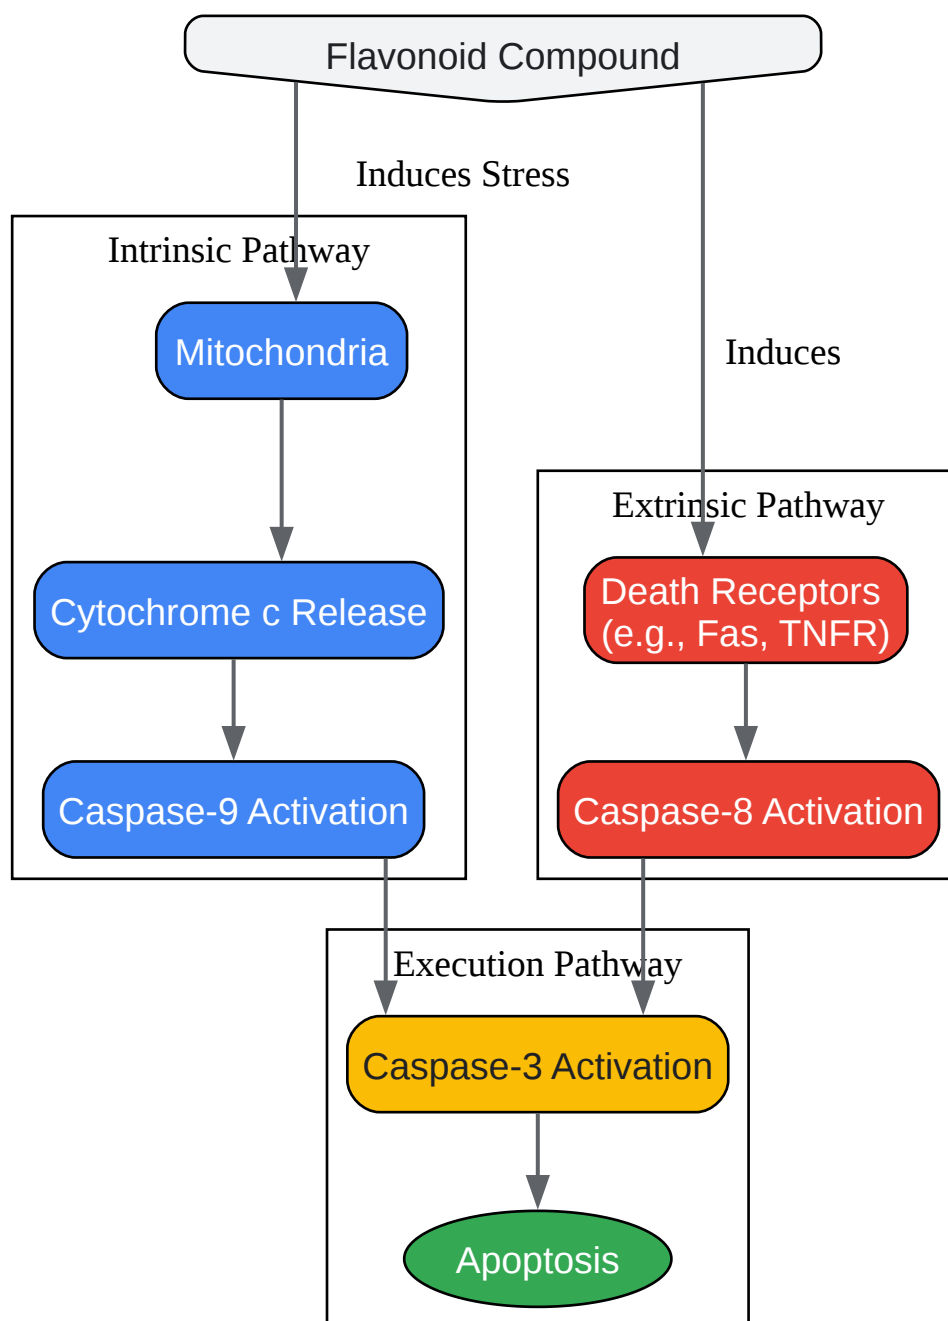 Flavonoid Compound
Induces Stress
Intrinsic Pathway
Mitochondria
Induces
Extrinsic Pathway
Death Receptors
(e.g., Fas, TNFR)
Cytochrome c Release
Caspase-9 Activation
Caspase-8 Activation
Execution Pathway
Caspase-3 Activation
Apoptosis